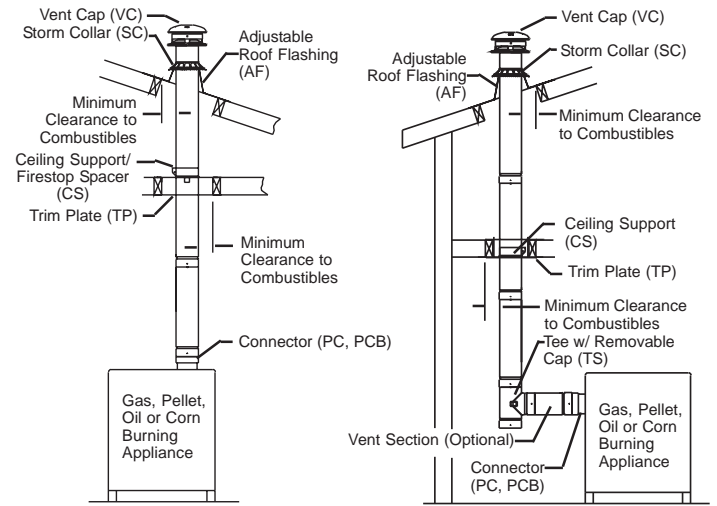 Vent Cap (VC)
Storm Collar (SC)
Adjustable
Roof Flashing
(AF)
Minimum
Clearance to
Combustibles
Ceiling Support/
Firestop Spacer
(CS)
Trim Plate (TP)
Minimum
Clearance to
Combustibles
Connector (PC, PCB)
Gas, Pellet,
Oil or Corn
Burning
Appliance
Vent Cap (VC)
Storm Collar (SC)
Adjustable
Roof Flashing
(AF)
Minimum Clearance
to Combustibles
Ceiling Support
(CS)
Trim Plate (TP)
Minimum Clearance
to Combustibles
Tee w/ Removable
Cap (TS)
Vent Section (Optional)
Connector
(PC, PCB)
Gas, Pellet,
Oil or Corn
Burning
Appliance